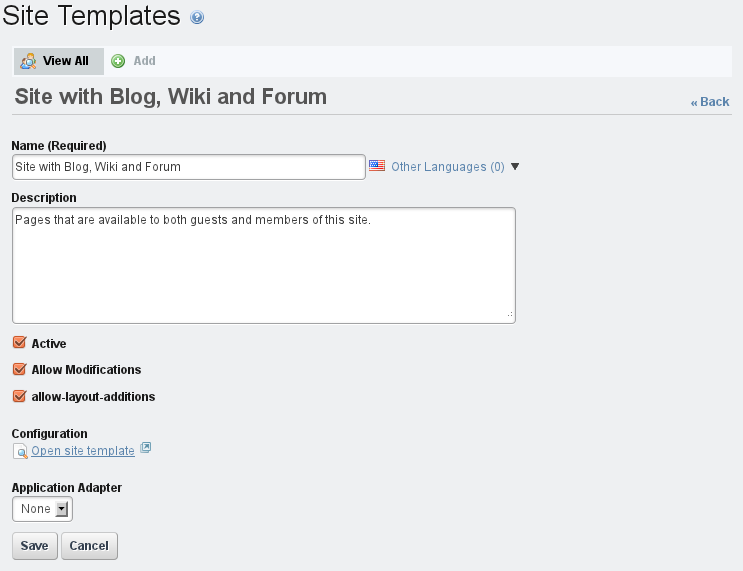 Site Templates
View All Add
Site with Blog, Wiki and Forum
« Back
Name (Required)
Site with Blog, Wiki and Forum Other Languages (0) ▼
Description
Pages that are available to both guests and members of this site.
Active
Allow Modifications
allow-layout-additions
Configuration
Open site template
Application Adapter
None
Save Cancel